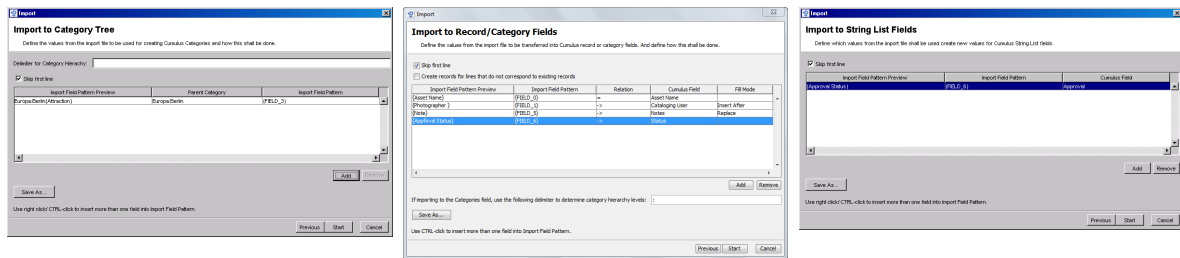 Import
Import to Category Tree
Define the values from the import file to be used for creating Cumulus Categories and how this shall be done.
Delimiter for Category Hierachy:
Skip first line
Import Field Pattern Preview Parent Category Import Field Pattern
Europa:Berlin{Attraction} Europa:Berlin {FIELD_3}
Add Remove
Save As...
Use right click/ CTRL-click to insert more than one field into Import Field Pattern.
Previous Start Cancel
Import
Import to Record/Category Fields
Define the values from the import file to be transferred into Cumulus record or category fields. And define how this shall be done.
Skip first line
Create records for lines that do not correspond to existing records
Import Field Pattern Preview Import Field Pattern Relation Cumulus Field Fill Mode
{Asset Name} {FIELD_0} = Asset Name
{Photographer } {FIELD_1} -> Cataloging User Insert After
{Note} {FIELD_5} -> Notes Replace
{Approval Status} {FIELD_6} -> Status
Add Remove
If importing to the Categories field, use the following delimiter to determine category hierarchy levels: :
Save As...
Use CTRL-click to insert more than one field into Import Field Pattern.
Previous Start Cancel
Import
Import to String List Fields
Define which values from the import file shall be used create new values for Cumulus String List fields.
Skip first line
Import Field Pattern Preview Import Field Pattern Cumulus Field
{Approval Status} {FIELD_6} Approval
Add Remove
Save As...
Use right click/ CTRL-click to insert more than one field into Import Field Pattern.
Previous Start Cancel